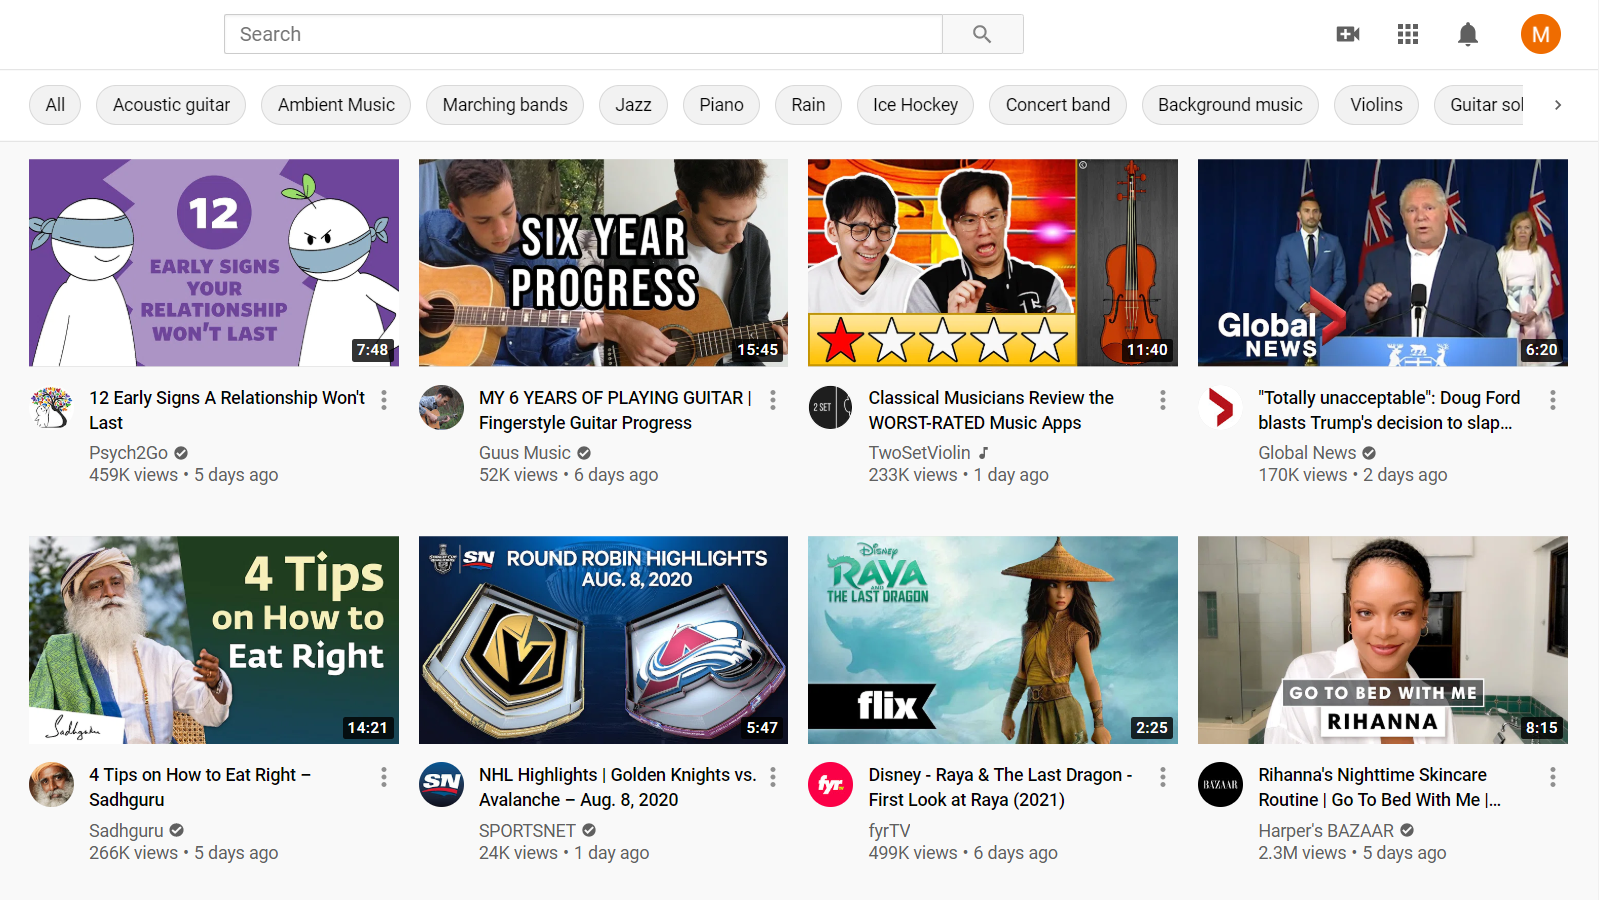 Search
M
All
Acoustic guitar
Ambient Music
Marching bands
Jazz
Piano
Rain
Ice Hockey
Concert band
Background music
Violins
Guitar sol
12
EARLY SIGNS
YOUR
RELATIONSHIP
WON'T LAST
7:48
SIX YEAR
PROGRESS
15:45
11:40
Global
NEWS
6:20
12 Early Signs A Relationship Won't
Last
Psych2Go
459K views • 5 days ago
MY 6 YEARS OF PLAYING GUITAR |
Fingerstyle Guitar Progress
Guus Music
52K views • 6 days ago
2 SET
Classical Musicians Review the
WORST-RATED Music Apps
TwoSetViolin
233K views • 1 day ago
"Totally unacceptable": Doug Ford
blasts Trump's decision to slap...
Global News
170K views • 2 days ago
4 Tips
on How to
Eat Right
Sadhguru
14:21
SN
ROUND ROBIN HIGHLIGHTS
AUG. 8, 2020
5:47
Disney
RAYA
AND
THE LAST DRAGON
flix
2:25
GO TO BED WITH ME
RIHANNA
8:15
4 Tips on How to Eat Right –
Sadhguru
Sadhguru
266K views • 5 days ago
SN
NHL Highlights | Golden Knights vs.
Avalanche – Aug. 8, 2020
SPORTSNET
24K views • 1 day ago
fyr
Disney - Raya & The Last Dragon -
First Look at Raya (2021)
fyrTV
499K views • 6 days ago
BAZAAR
Rihanna's Nighttime Skincare
Routine | Go To Bed With Me |...
Harper's BAZAAR
2.3M views • 5 days ago